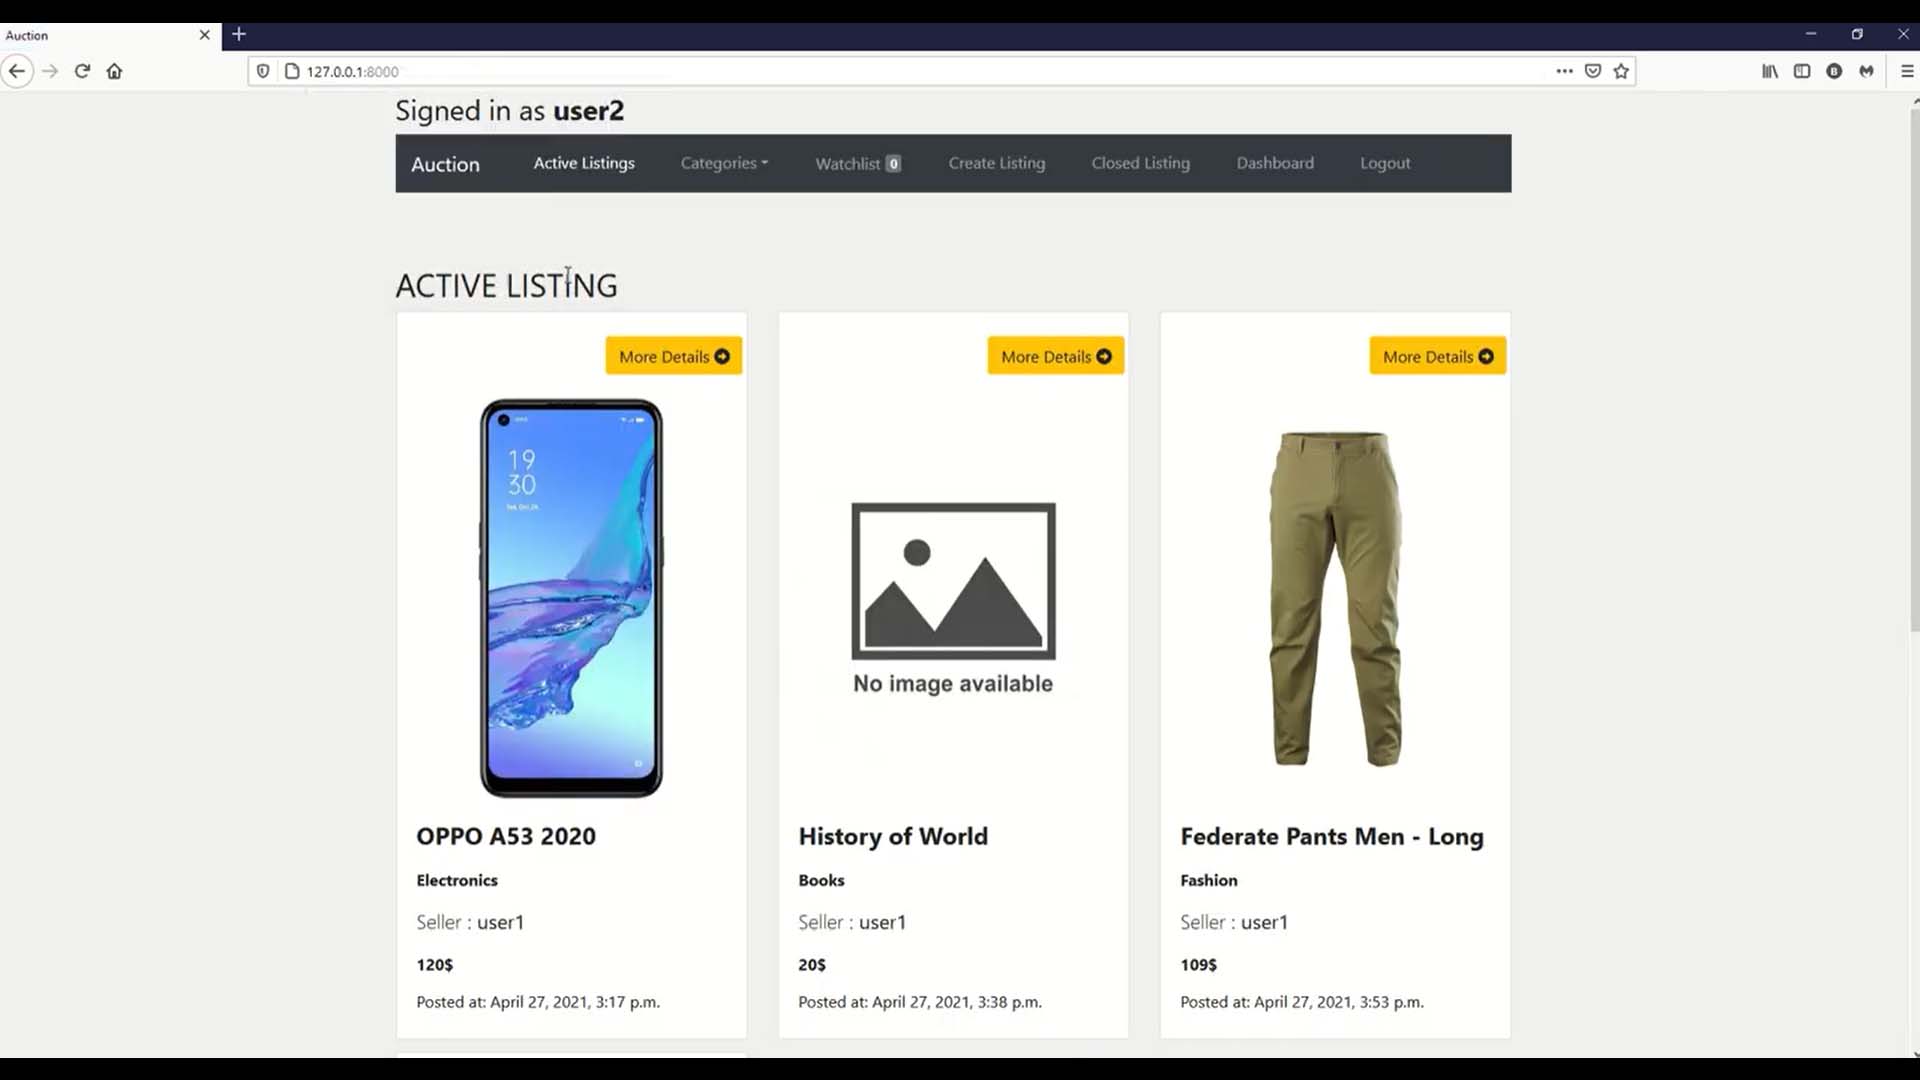 Auction
127.0.0.1:8000
Signed in as user2
Auction Active Listings Categories Watchlist 0 Create Listing Closed Listing Dashboard Logout
ACTIVE LISTING
More Details
More Details
More Details
19
30
No image available
OPPO A53 2020
History of World
Federate Pants Men - Long
Electronics
Books
Fashion
Seller : user1
Seller : user1
Seller : user1
120$
20$
109$
Posted at: April 27, 2021, 3:17 p.m.
Posted at: April 27, 2021, 3:38 p.m.
Posted at: April 27, 2021, 3:53 p.m.